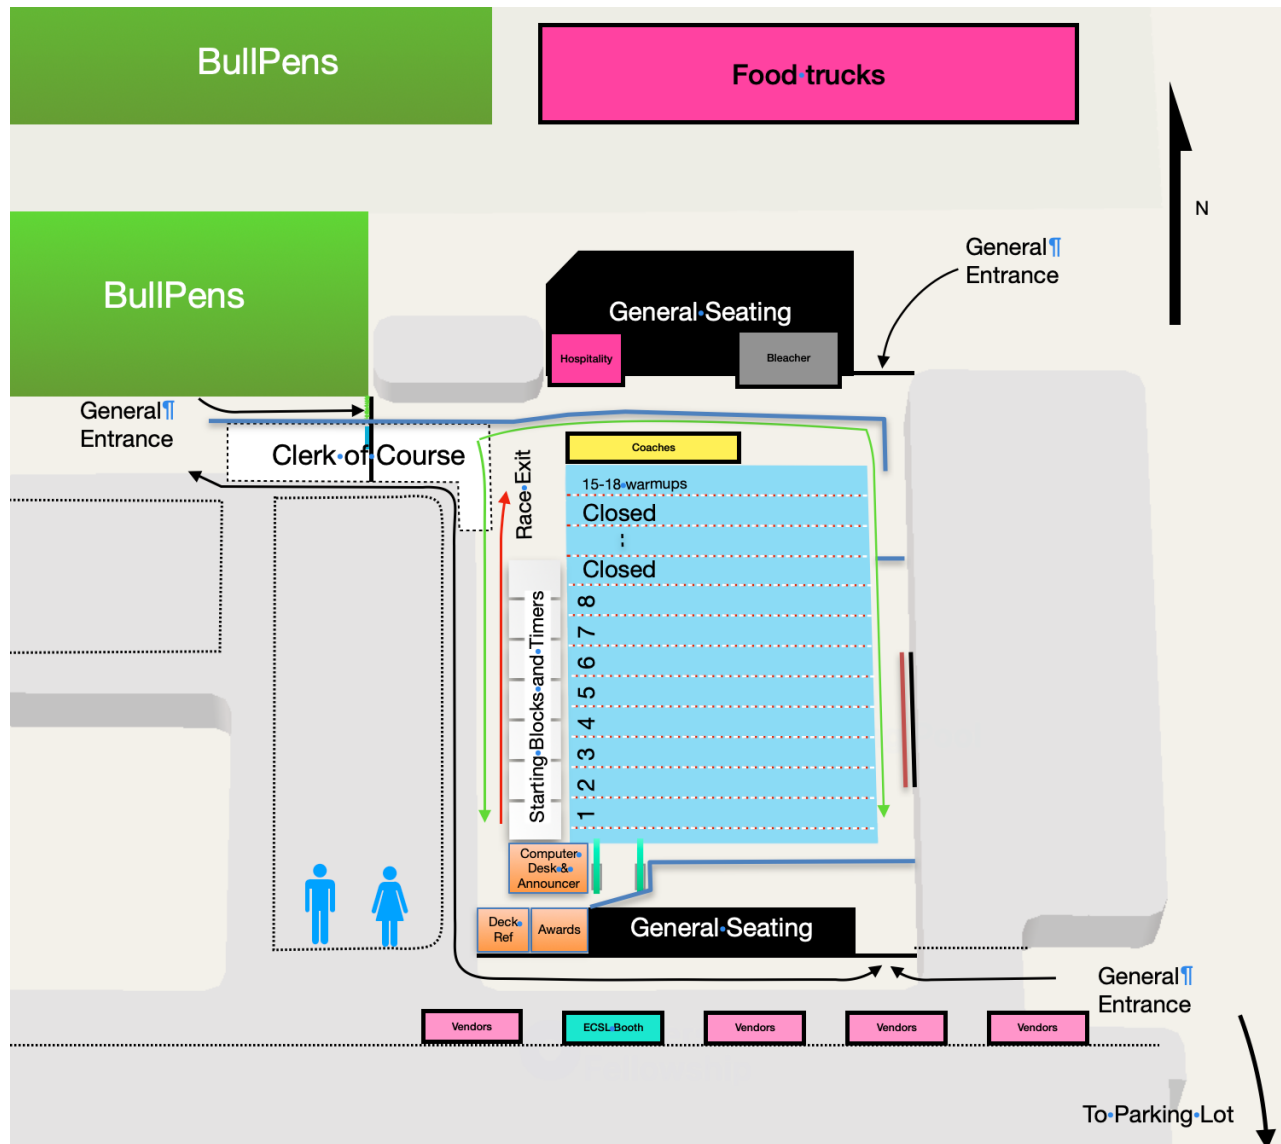 BullPens
Food·trucks
N
BullPens
General¶
Entrance
General·Seating
Hospitality
Bleacher
General¶
Entrance
Clerk·of·Course
Race·Exit
Coaches
15-18·warmups
Closed
Closed
8
7
6
5
4
3
2
1
Starting·Blocks·and·Timers
Computer·
Desk·&·
Announcer
Deck·
Ref
Awards
General·Seating
General¶
Entrance
Vendors
ECSL·Booth
Vendors
Vendors
Vendors
To·Parking·Lot